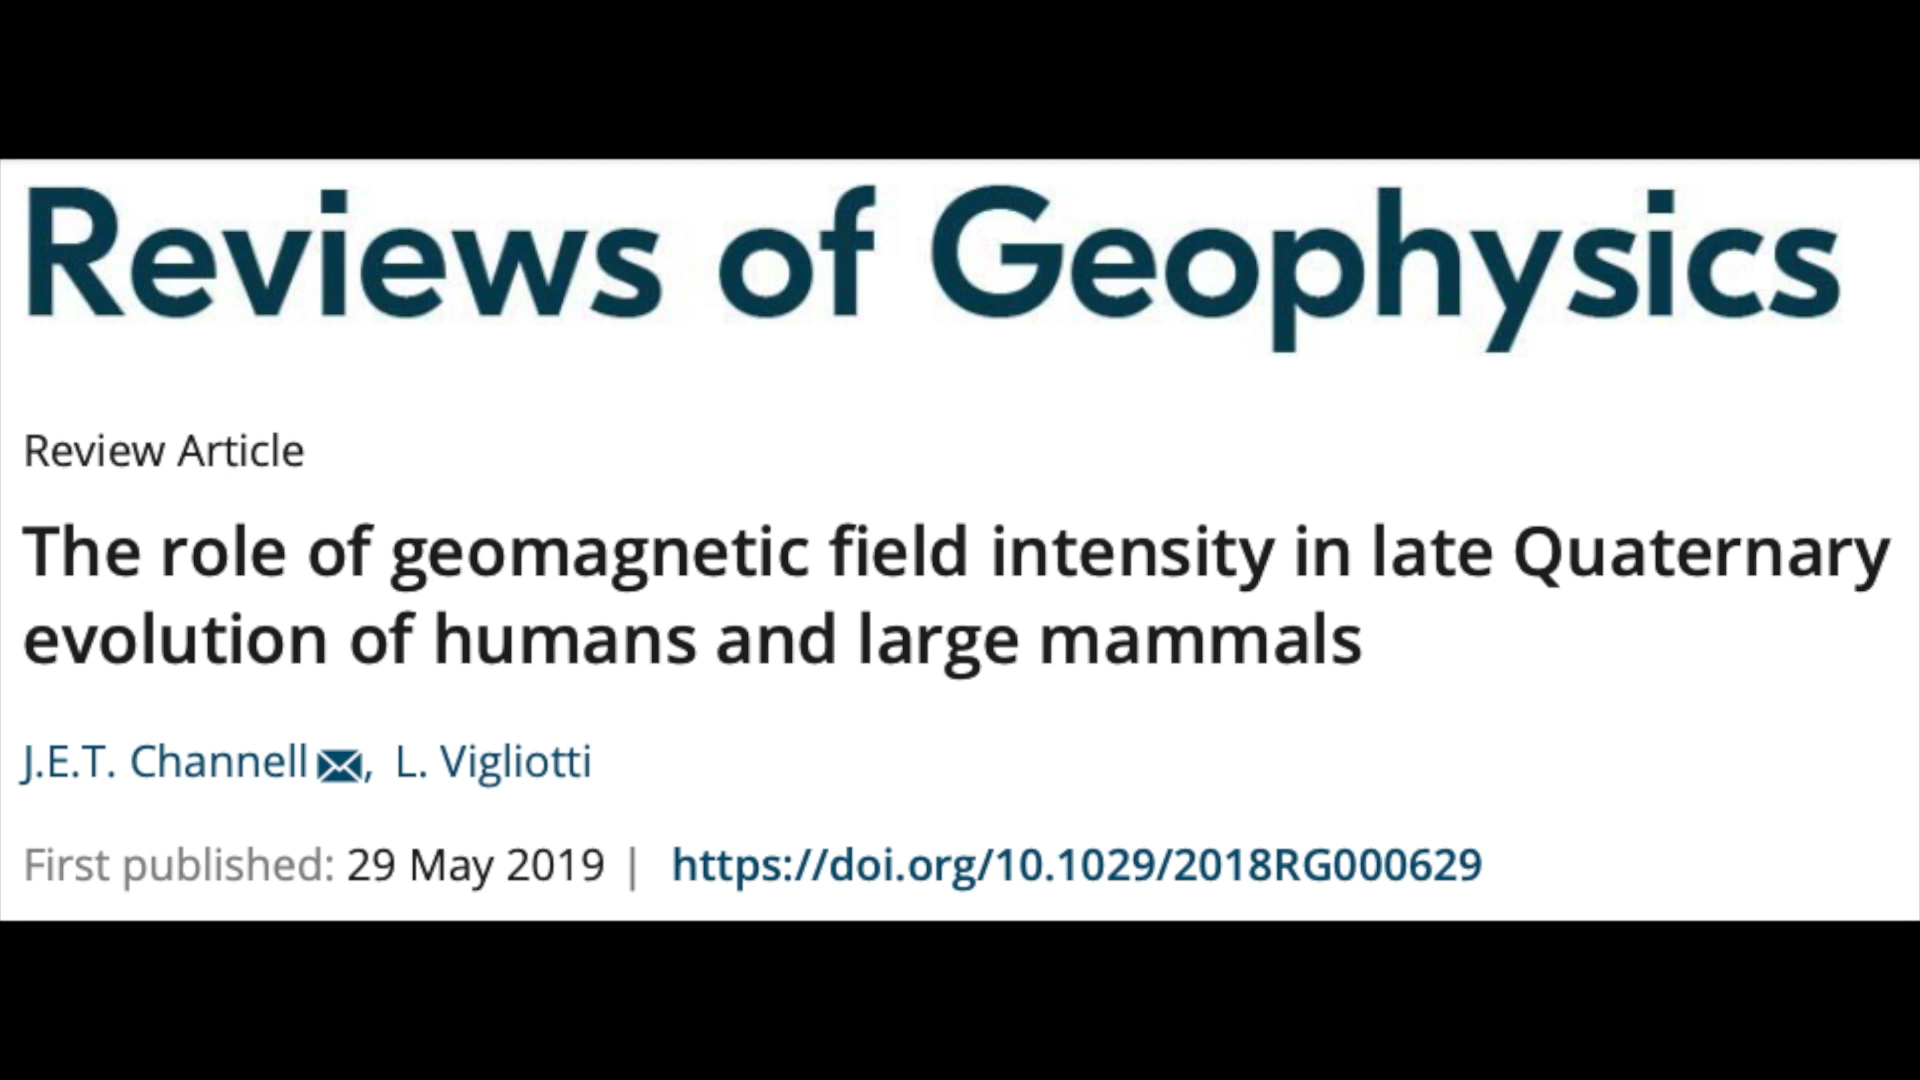 Reviews of Geophysics
Review Article
The role of geomagnetic field intensity in late Quaternary
evolution of humans and large mammals
J.E.T. Channell, L. Vigliotti
First published: 29 May 2019 | https://doi.org/10.1029/2018RG000629